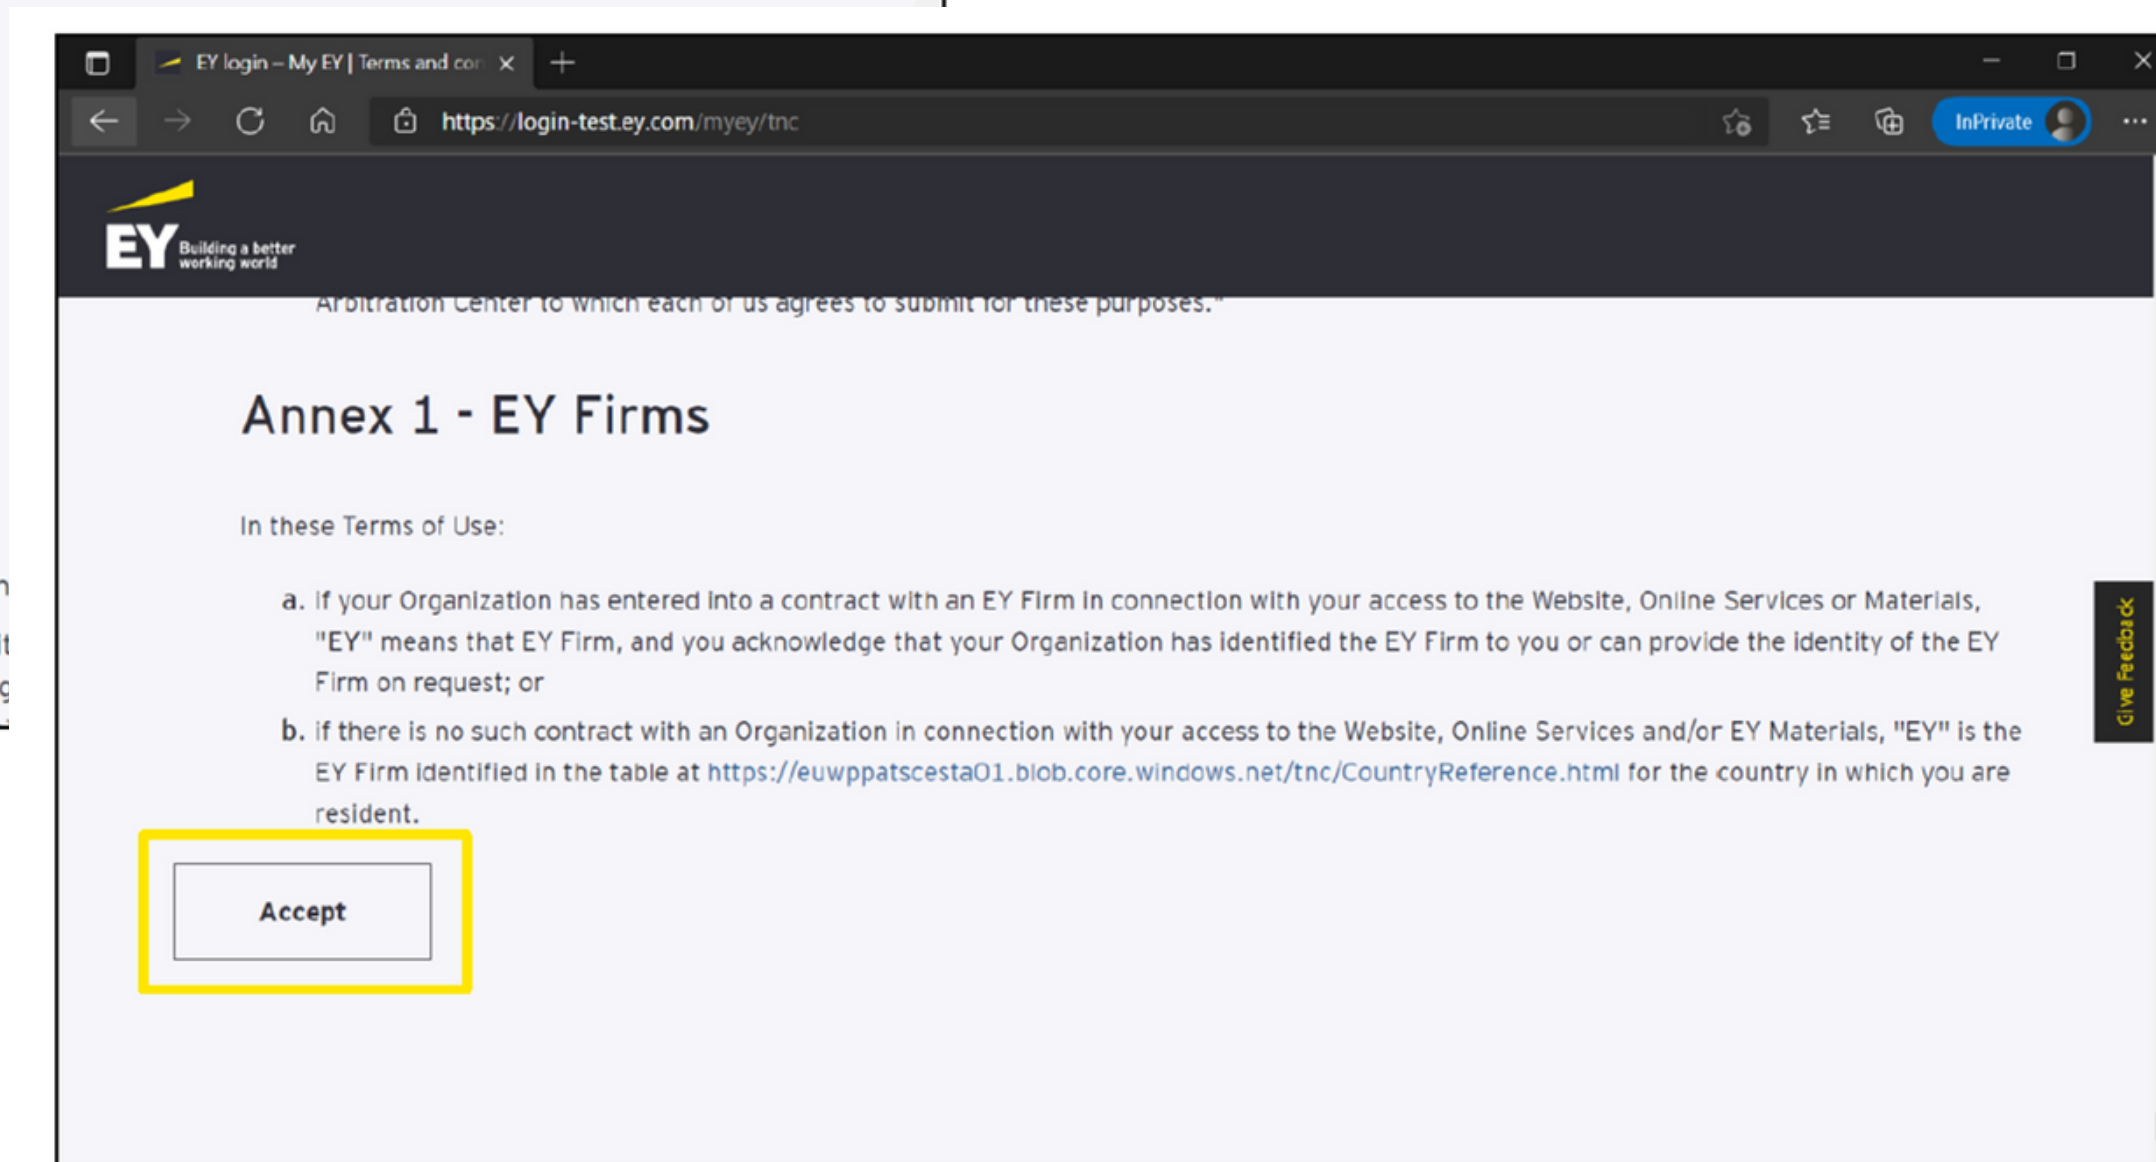 EY login – My EY | Terms and con
https://login-test.ey.com/myey/tnc
InPrivate
EY Building a better
working world
Arbitration Center to which each of us agrees to submit for these purposes."
Annex 1 - EY Firms
In these Terms of Use:
a. if your Organization has entered into a contract with an EY Firm in connection with your access to the Website, Online Services or Materials,
"EY" means that EY Firm, and you acknowledge that your Organization has identified the EY Firm to you or can provide the identity of the EY
Firm on request; or
b. if there is no such contract with an Organization in connection with your access to the Website, Online Services and/or EY Materials, "EY" is the
EY Firm identified in the table at https://euwppatscesta01.blob.core.windows.net/tnc/CountryReference.html for the country in which you are
resident.
Accept
Give Feedback